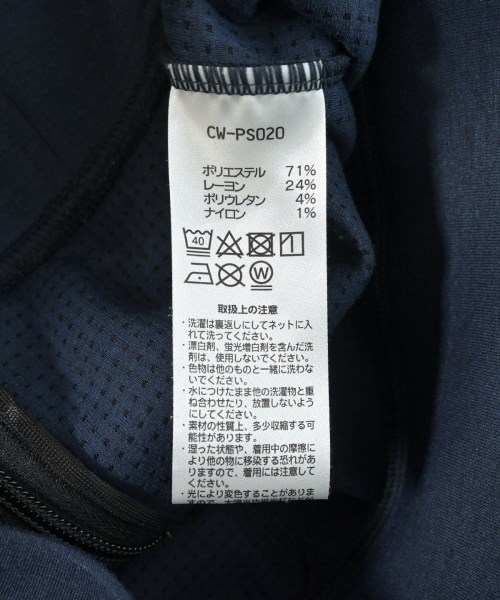 CW-PS020
ポリエステル 71%
レーヨン 24%
ポリウレタン 4%
ナイロン 1%
40
W
取扱上の注意
・洗濯は裏返しにしてネットに入
れて洗ってください。
・漂白剤、蛍光増白剤を含んだ洗
剤は、使用しないでください。
・色物は他のものと一緒に洗わな
いでください。
・水につけたまま他の洗濯物と重
ね合わせたり、放置しないよう
にしてください。
・素材の性質上、多少収縮する可
能性があります。
・湿った状態や、着用中の摩擦に
より他の物に移染する恐れがあ
りますので、着用には注意して
ください。
・光により変色することがありま